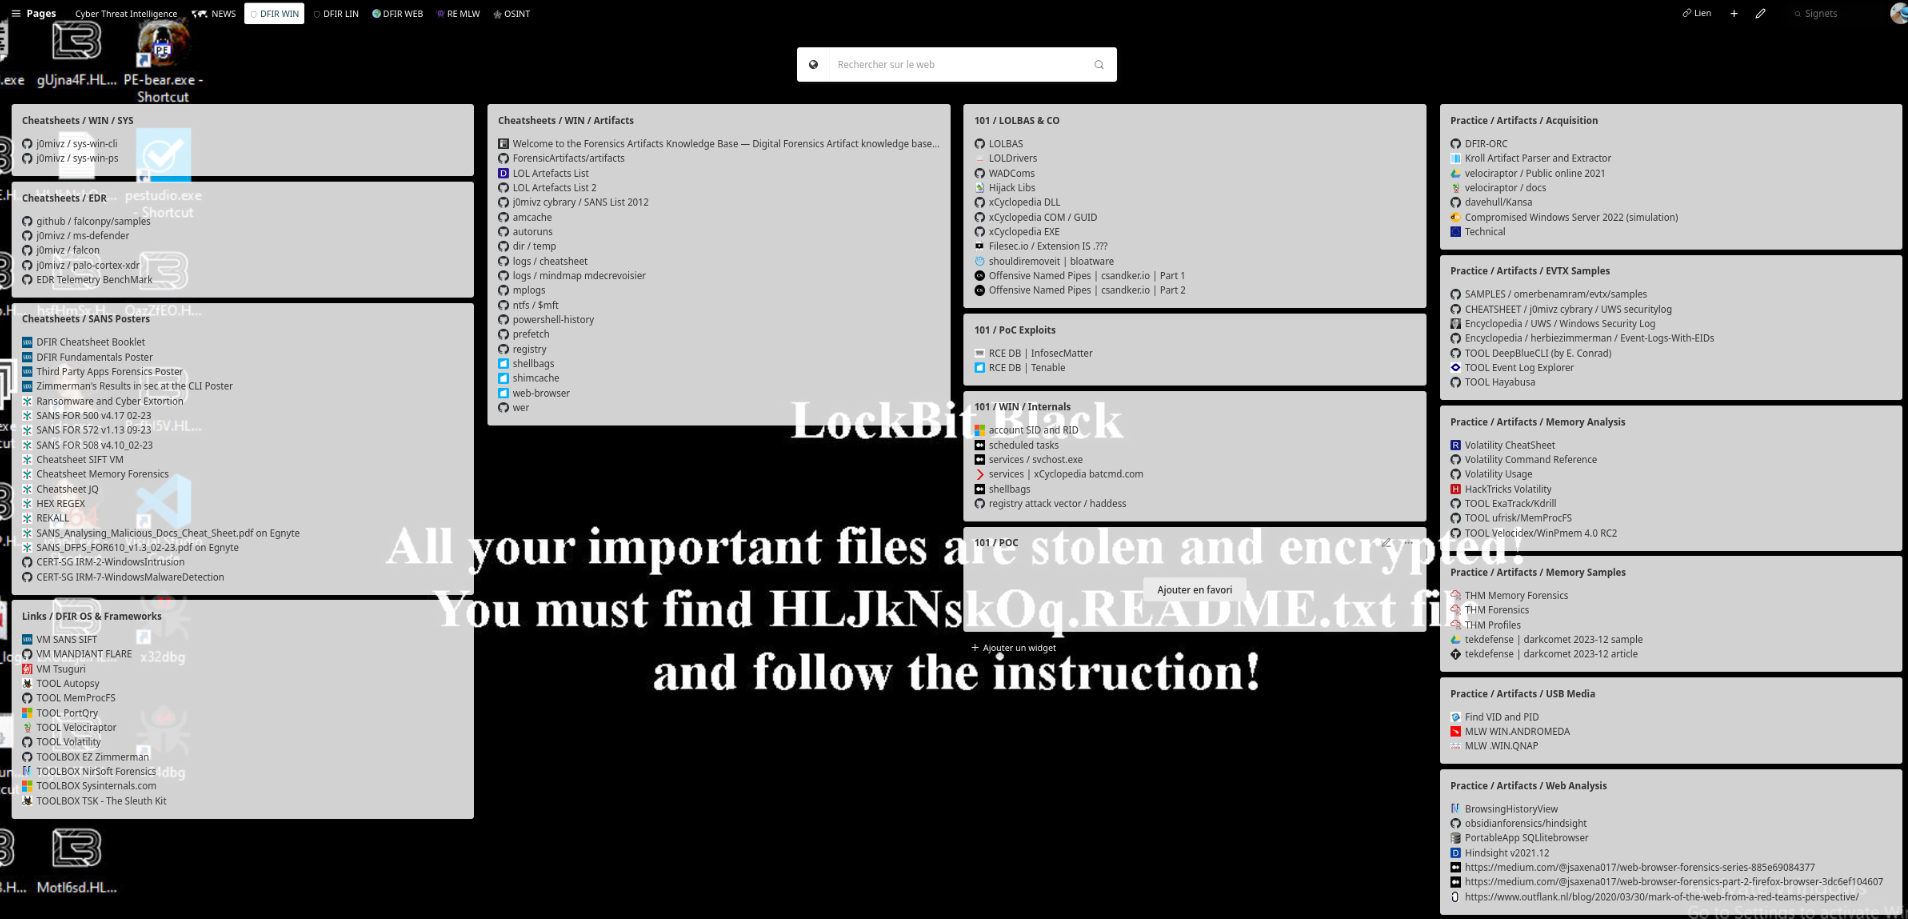 Pages
Cyber Threat Intelligence
NEWS
DFIR WIN
DFIR LIN
DFIR WEB
RE MLW
OSINT
Lien
Signets
.exe
gUjna4F.HL...
PE-bear.exe -
Shortcut
Rechercher sur le web
Cheatsheets / WIN / SYS
j0mivz / sys-win-cli
j0mivz / sys-win-ps
pestudio.exe
- Shortcut
Cheatsheets / EDR
github / falconpy/samples
j0mivz / ms-defender
j0mivz / falcon
j0mivz / palo-cortex-xdr
EDR Telemetry BenchMark
Cheatsheets / SANS Posters
DFIR Cheatsheet Booklet
DFIR Fundamentals Poster
Third Party Apps Forensics Poster
Zimmerman's Results in sec at the CLI Poster
Ransomware and Cyber Extortion
SANS FOR 500 v4.17 02-23
SANS FOR 572 v1.13 09-23
SANS FOR 508 v4.10_02-23
Cheatsheet SIFT VM
Cheatsheet Memory Forensics
Cheatsheet JQ
HEX REGEX
REKALL
SANS_Analysing_Malicious_Docs_Cheat_Sheet.pdf on Egnyte
SANS_DFPS_FOR610_v1.3_02-23.pdf on Egnyte
CERT-SG IRM-2-WindowsIntrusion
CERT-SG IRM-7-WindowsMalwareDetection
Links / DFIR OS & Frameworks
VM SANS SIFT
VM MANDIANT FLARE
VM Tsuguri
TOOL Autopsy
TOOL MemProcFS
TOOL PortQry
TOOL Velociraptor
TOOL Volatility
TOOLBOX EZ Zimmerman
TOOLBOX NirSoft Forensics
TOOLBOX Sysinternals.com
TOOLBOX TSK - The Sleuth Kit
x32dbg
Motl6sd.HL...
Cheatsheets / WIN / Artifacts
Welcome to the Forensics Artifacts Knowledge Base — Digital Forensics Artifact knowledge base...
ForensicArtifacts/artifacts
LOL Artefacts List
LOL Artefacts List 2
j0mivz cybrary / SANS List 2012
amcache
autoruns
dir / temp
logs / cheatsheet
logs / mindmap mdecrevoisier
mplogs
ntfs / $mft
powershell-history
prefetch
registry
shellbags
shimcache
web-browser
wer
101 / LOLBAS & CO
LOLBAS
LOLDrivers
WADComs
Hijack Libs
xCyclopedia DLL
xCyclopedia COM / GUID
xCyclopedia EXE
Filesec.io / Extension IS .???
shouldiremoveit | bloatware
Offensive Named Pipes | csandker.io | Part 1
Offensive Named Pipes | csandker.io | Part 2
101 / PoC Exploits
RCE DB | InfosecMatter
RCE DB | Tenable
101 / WIN / Internals
account SID and RID
scheduled tasks
services / svchost.exe
services | xCyclopedia batcmd.com
shellbags
registry attack vector / haddess
101 / POC
Ajouter en favori
Ajouter un widget
LockBit Black
All your important files are stolen and encrypted!
You must find HLJkNskOq.README.txt file
and follow the instruction!
Practice / Artifacts / Acquisition
DFIR-ORC
Kroll Artifact Parser and Extractor
velociraptor / Public online 2021
velociraptor / docs
davehull/Kansa
Compromised Windows Server 2022 (simulation)
Technical
Practice / Artifacts / EVTX Samples
SAMPLES / omerbenamram/evtx/samples
CHEATSHEET / j0mivz cybrary / UWS securitylog
Encyclopedia / UWS / Windows Security Log
Encyclopedia / herbiezimmerman / Event-Logs-With-EIDs
TOOL DeepBlueCLI (by E. Conrad)
TOOL Event Log Explorer
TOOL Hayabusa
Practice / Artifacts / Memory Analysis
Volatility CheatSheet
Volatility Command Reference
Volatility Usage
HackTricks Volatility
TOOL ExaTrack/Kdrill
TOOL ufrisk/MemProcFS
TOOL Velocidex/WinPmem 4.0 RC2
Practice / Artifacts / Memory Samples
THM Memory Forensics
THM Forensics
THM Profiles
tekdefense | darkcomet 2023-12 sample
tekdefense | darkcomet 2023-12 article
Practice / Artifacts / USB Media
Find VID and PID
MLW WIN.ANDROMEDA
MLW .WIN.QNAP
Practice / Artifacts / Web Analysis
BrowsingHistoryView
obsidianforensics/hindsight
PortableApp SQLlitebrowser
Hindsight v2021.12
https://medium.com/@jsaxena017/web-browser-forensics-series-885e69084377
https://medium.com/@jsaxena017/web-browser-forensics-part-2-firefox-browser-3dc6ef104607
https://www.outflank.nl/blog/2020/03/30/mark-of-the-web-from-a-red-teams-perspective/
Activate Windows
Go to Settings to activate